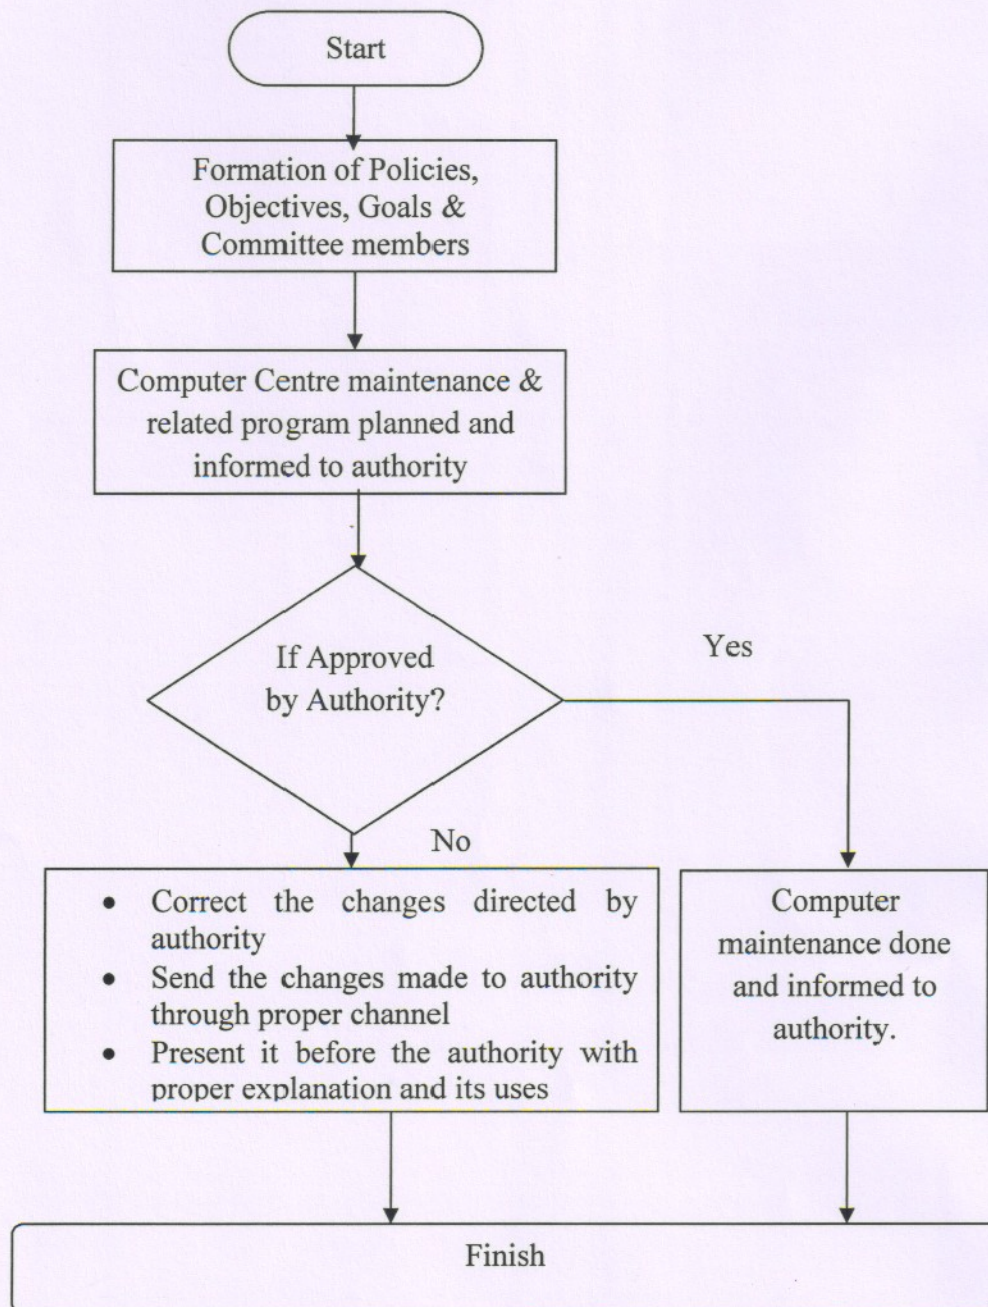 Start
Formation of Policies,
Objectives, Goals &
Committee members
Computer Centre maintenance &
related program planned and
informed to authority
If Approved
by Authority?
Yes
No
• Correct the changes directed by
authority
• Send the changes made to authority
through proper channel
• Present it before the authority with
proper explanation and its uses
Computer
maintenance done
and informed to
authority.
Finish